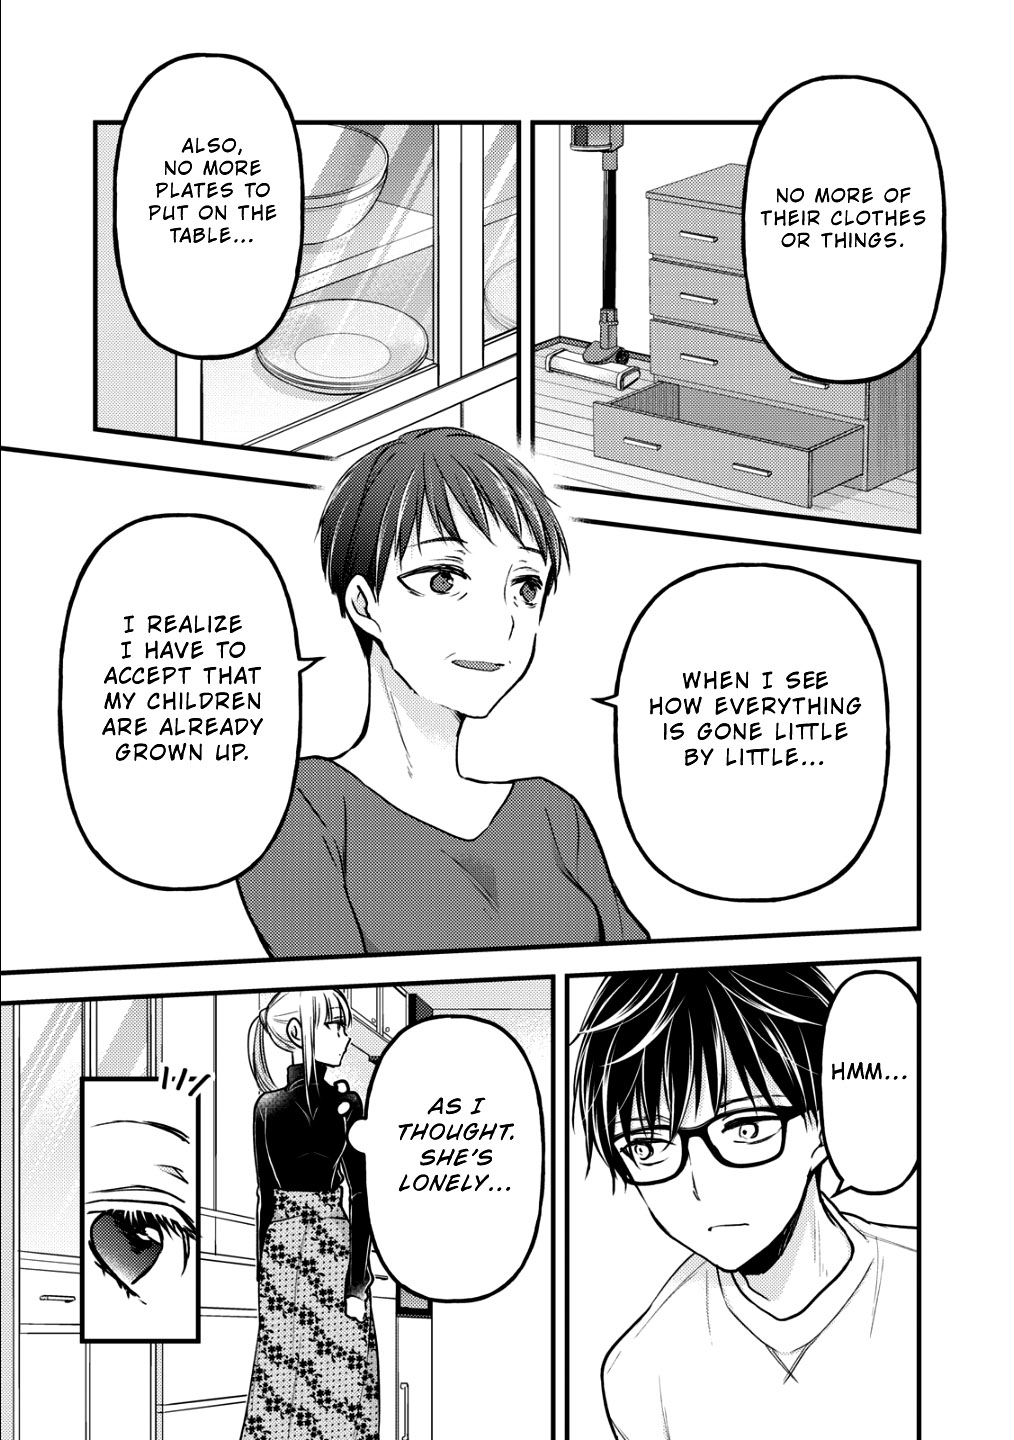 NO MORE OF
THEIR CLOTHES
OR THINGS.
ALSO,
NO MORE
PLATES TO
PUT ON THE
TABLE...
WHEN I SEE
HOW EVERYTHING
IS GONE LITTLE
BY LITTLE...
I REALIZE
I HAVE TO
ACCEPT THAT
MY CHILDREN
ARE ALREADY
GROWN UP.
HMM...
AS I
THOUGHT.
SHE'S
LONELY...